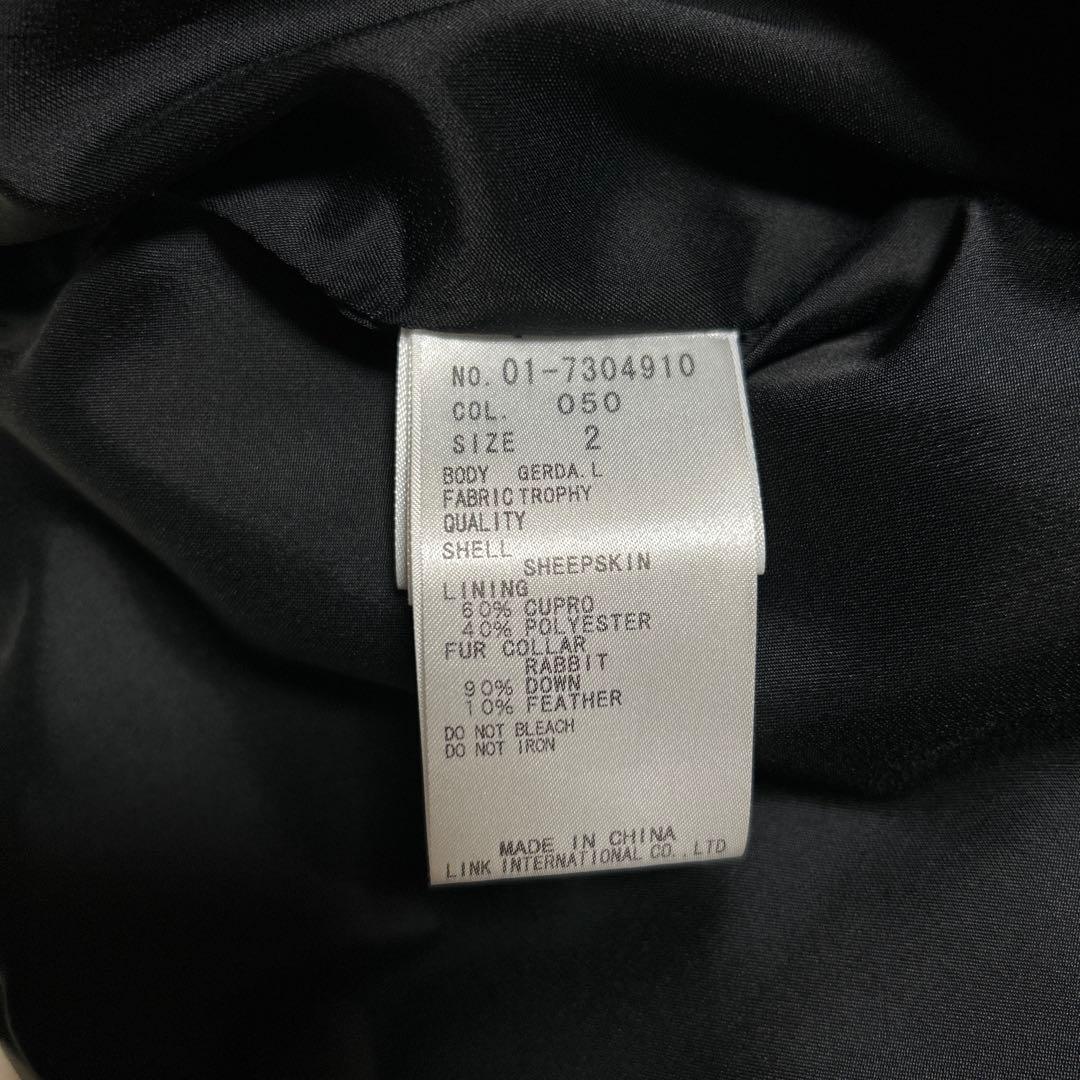 NO. 01-7304910
COL. 050
SIZE 2
BODY GERDA.L
FABRIC TROPHY
QUALITY
SHELL
SHEEPSKIN
LINING
60% CUPRO
40% POLYESTER
FUR COLLAR
RABBIT
90% DOWN
10% FEATHER
DO NOT BLEACH
DO NOT IRON
MADE IN CHINA
LINK INTERNATIONAL CO.,LTD